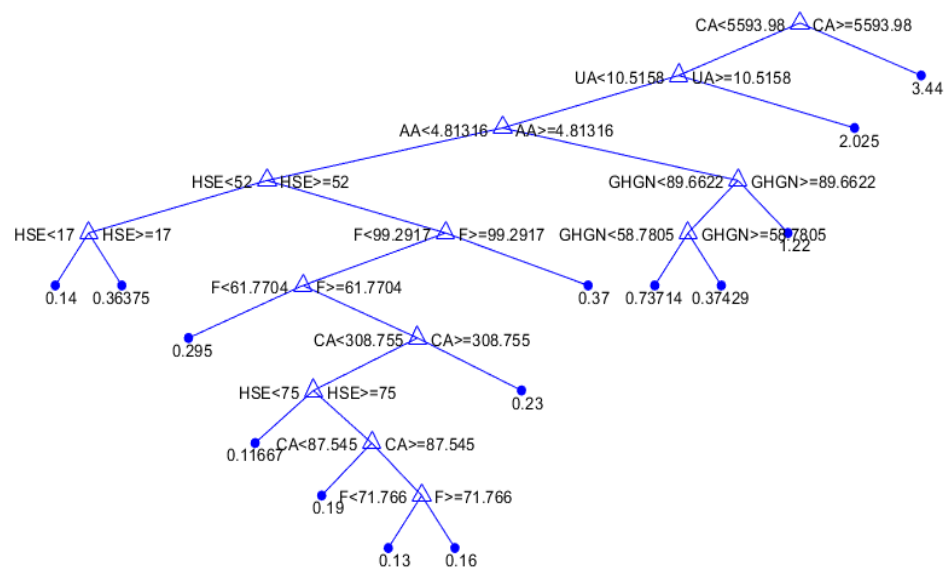 CA<5593.98 CA>=5593.98
UA<10.5158 UA>=10.5158 3.44
AA<4.81316 AA>=4.81316 2.025
HSE<52 HSE>=52 GHGN<89.6622 GHGN>=89.6622
HSE<17 HSE>=17 F<99.2917 F>=99.2917 GHGN<58.7805 GHGN>=58.7805 1.22
0.14 0.36375 F<61.7704 F>=61.7704 0.37 0.73714 0.37429
0.295 CA<308.755 CA>=308.755
HSE<75 HSE>=75 0.23
0.11667 CA<87.545 CA>=87.545
0.19 F<71.766 F>=71.766
0.13 0.16